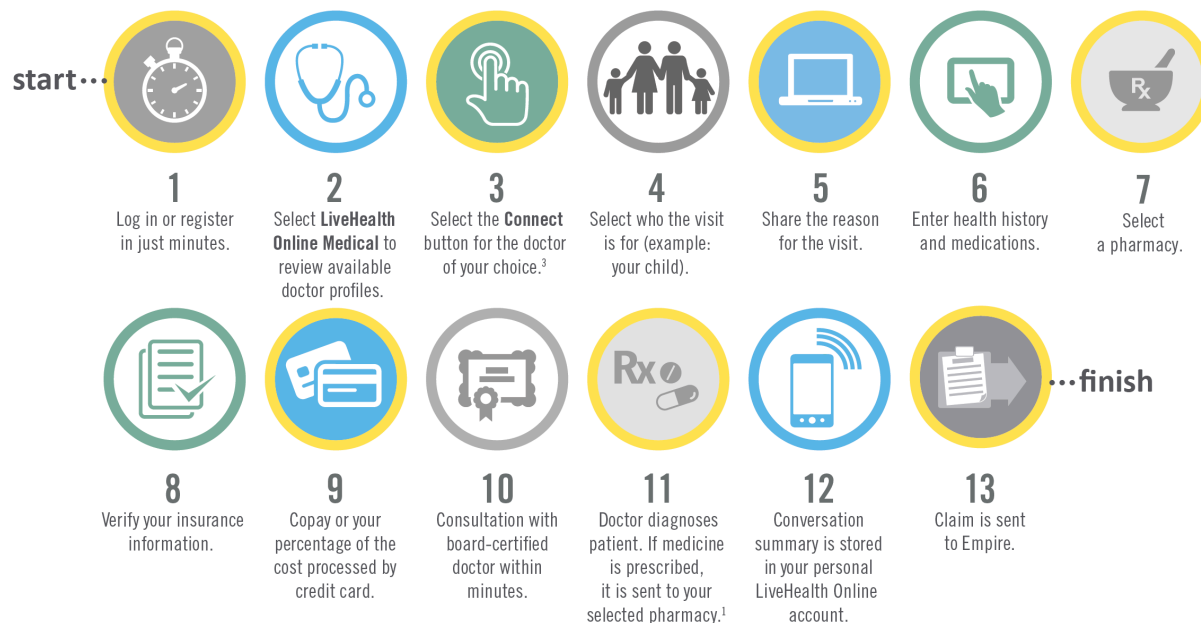 start
Rx
1
Log in or register
in just minutes.
2
Select LiveHealth
Online Medical to
review available
doctor profiles.
3
Select the Connect
button for the doctor
of your choice.3
4
Select who the visit
is for (example:
your child).
5
Share the reason
for the visit.
6
Enter health history
and medications.
7
Select
a pharmacy.
Rx
finish
8
Verify your insurance
information.
9
Copay or your
percentage of the
cost processed by
credit card.
10
Consultation with
board-certified
doctor within
minutes.
11
Doctor diagnoses
patient. If medicine
is prescribed,
it is sent to your
selected pharmacy.1
12
Conversation
summary is stored
in your personal
LiveHealth Online
account.
13
Claim is sent
to Empire.